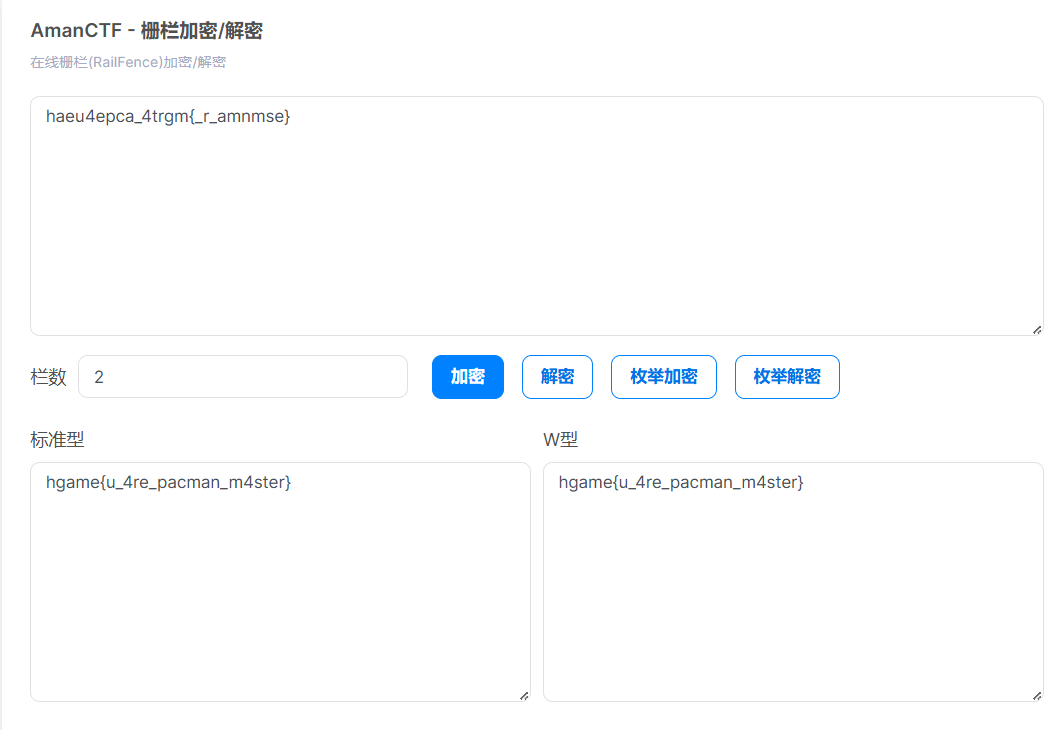 AmanCTF - 栅栏加密/解密
在线栅栏(RailFence)加密/解密
haeu4epca_4trgm{_r_amnmse}
栏数 2 加密 解密 枚举加密 枚举解密
标准型 W型
hgame{u_4re_pacman_m4ster} hgame{u_4re_pacman_m4ster}